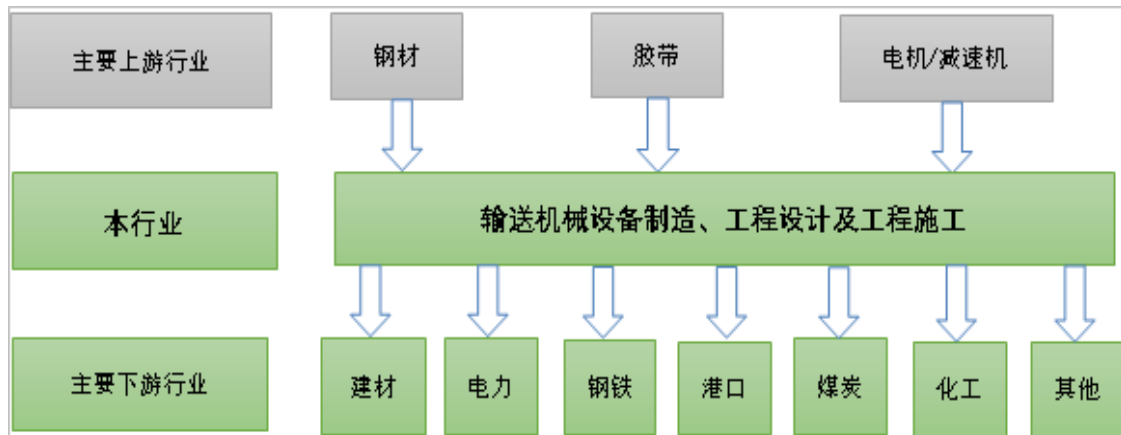 主要上游行业
钢材
胶带
电机/减速机
本行业
输送机械设备制造、工程设计及工程施工
主要下游行业
建材
电力
钢铁
港口
煤炭
化工
其他